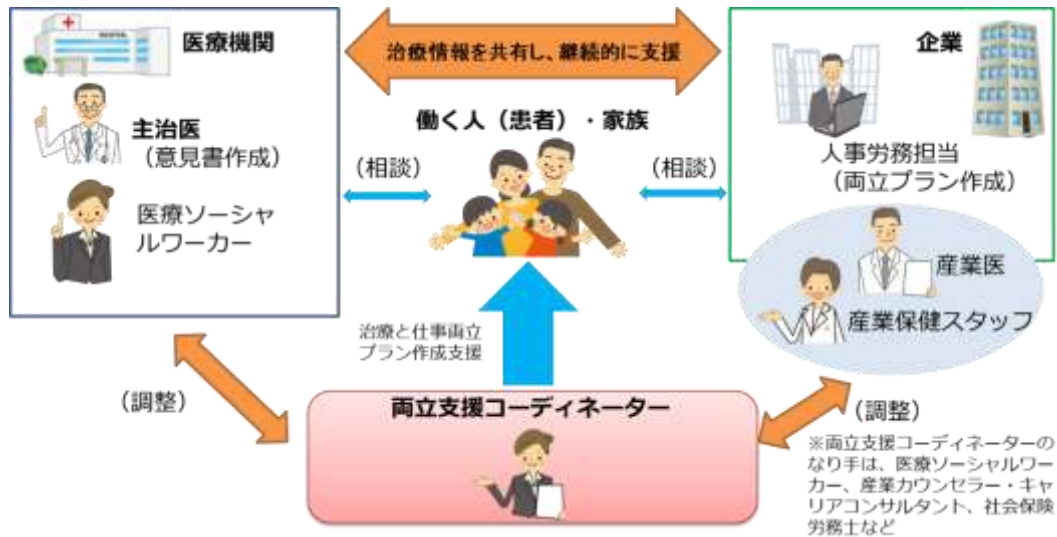 医療機関
主治医
（意見書作成）
医療ソーシャ
ルワーカー
治療情報を共有し、継続的に支援
働く人（患者）・家族
（相談）
（相談）
企業
人事労務担当
（両立プラン作成）
産業医
産業保健スタッフ
治療と仕事両立
プラン作成支援
（調整）
両立支援コーディネーター
（調整）
※両立支援コーディネーターの
なり手は、医療ソーシャルワー
カー、産業カウンセラー・キャ
リアコンサルタント、社会保険
労務士など